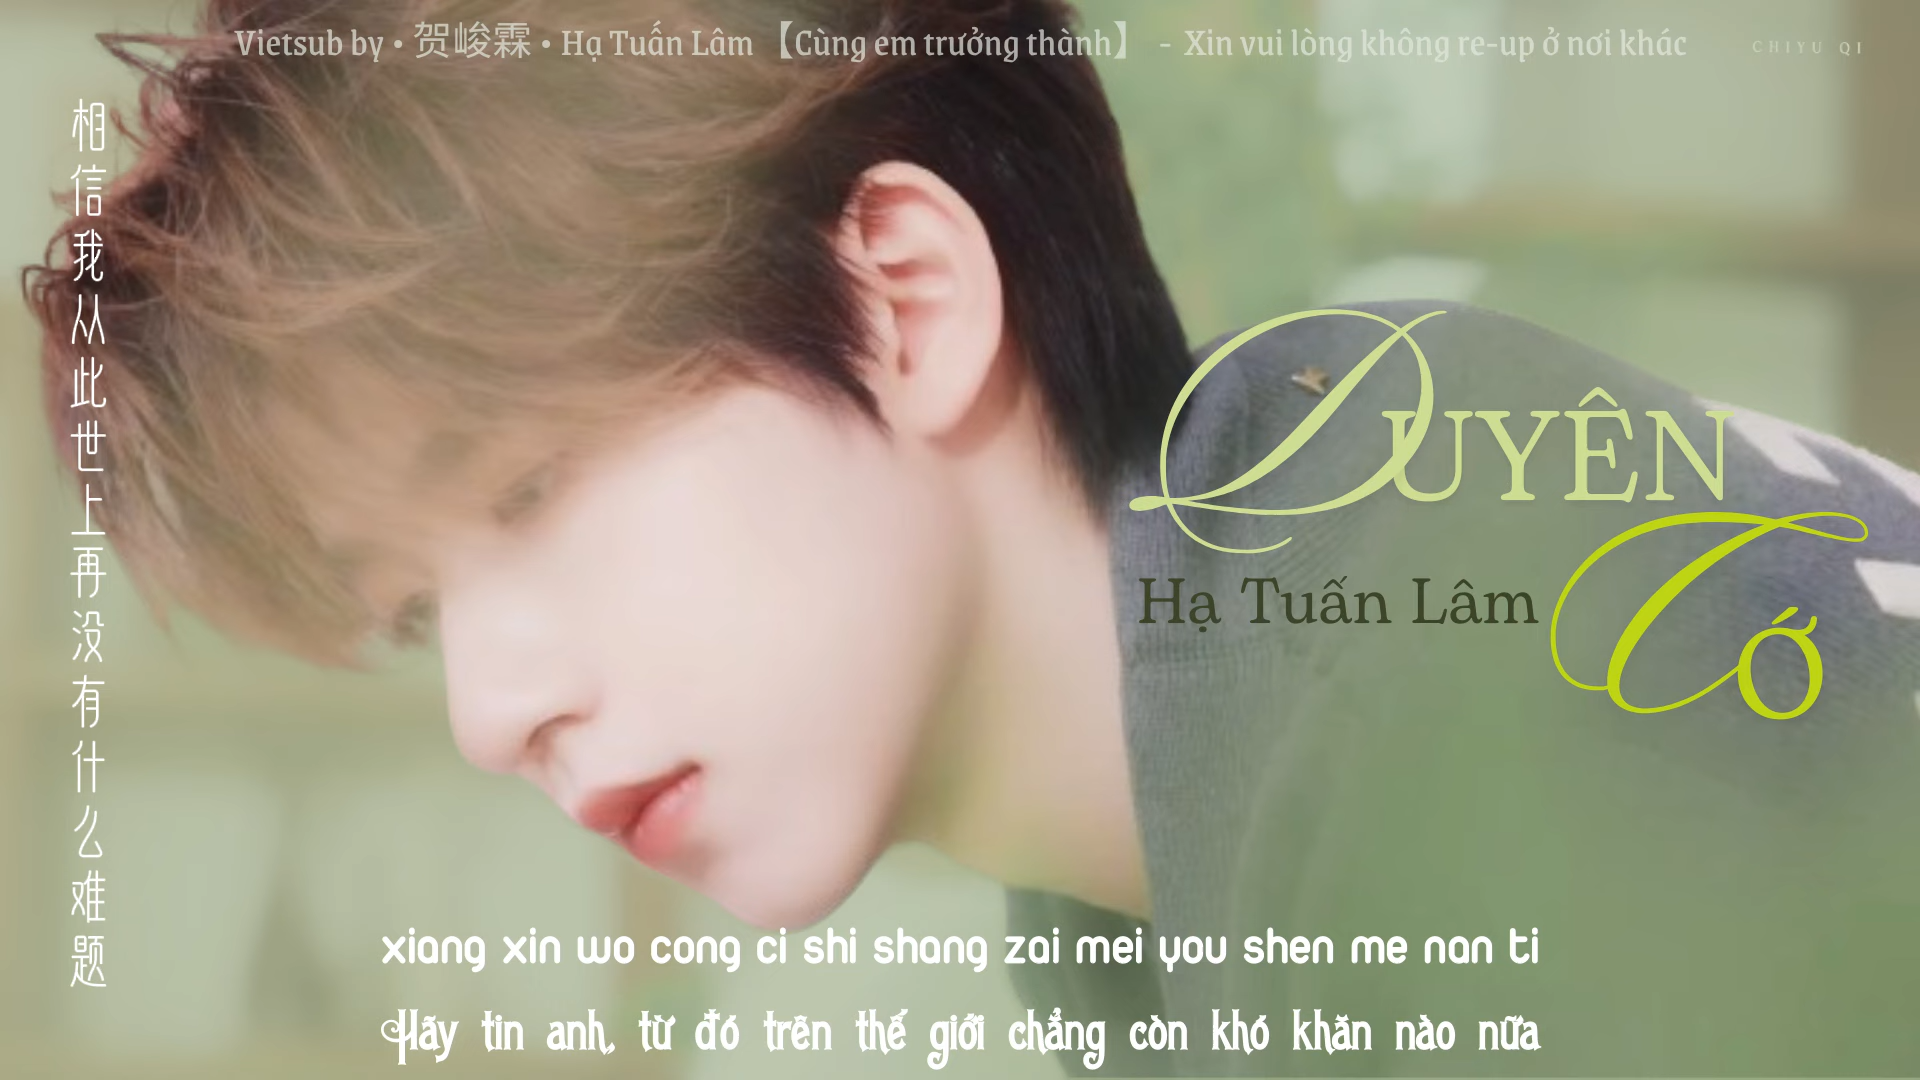 Vietsub by • 贺峻霖 • Hạ Tuấn Lâm 【Cùng em trưởng thành】 - Xin vui lòng không re-up ở nơi khác
CHIYU QI
相信我从此世上再没有什么难题
DUYÊN
Cớ
Hạ Tuấn Lâm
xiang xin wo cong ci shi shang zai mei you shen me nan ti
Hãy tin anh, từ đó trên thế giới chẳng còn khó khăn nào nữa